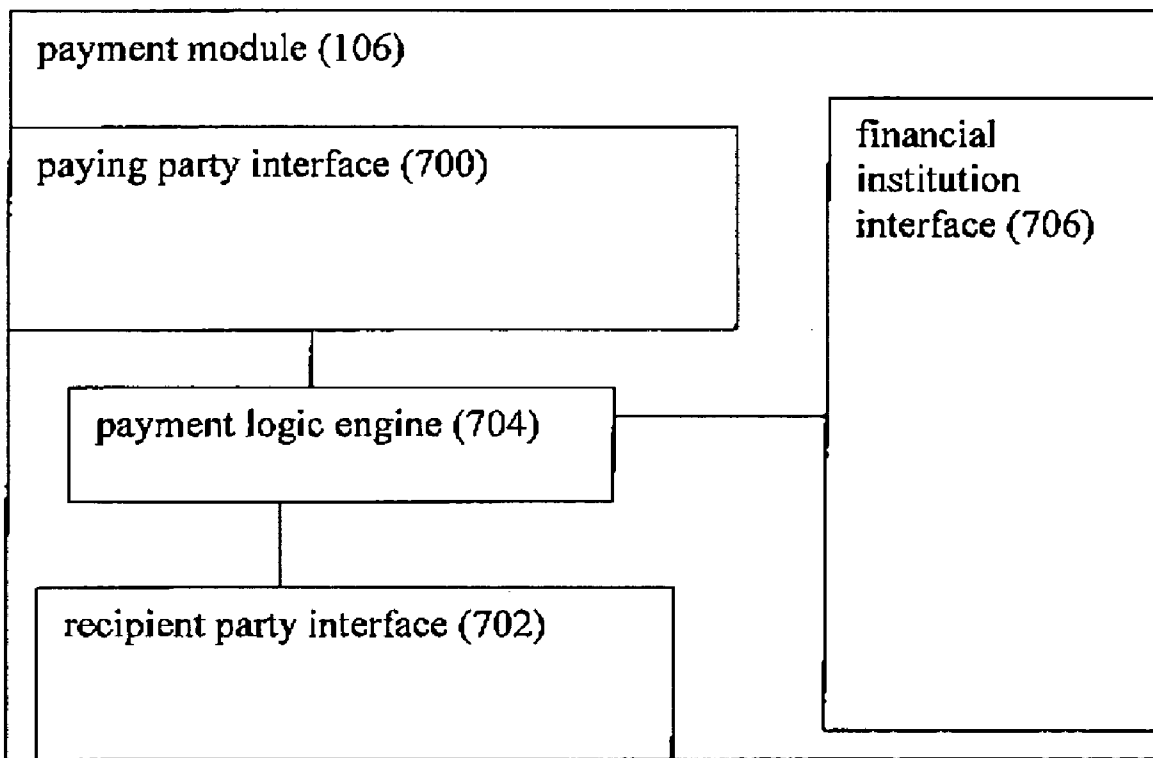 payment module (106)
paying party interface (700)
financial
institution
interface (706)
payment logic engine (704)
recipient party interface (702)